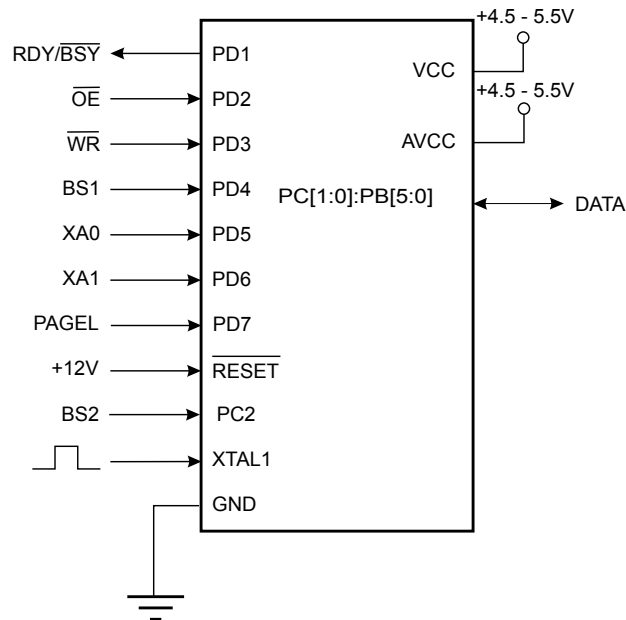 RDY/BSY
PD1
OE
PD2
WR
PD3
BS1
PD4
XA0
PD5
XA1
PD6
PAGEL
PD7
+12V
RESET
BS2
PC2
XTAL1
GND
PC[1:0]:PB[5:0]
+4.5 - 5.5V
VCC
+4.5 - 5.5V
AVCC
DATA